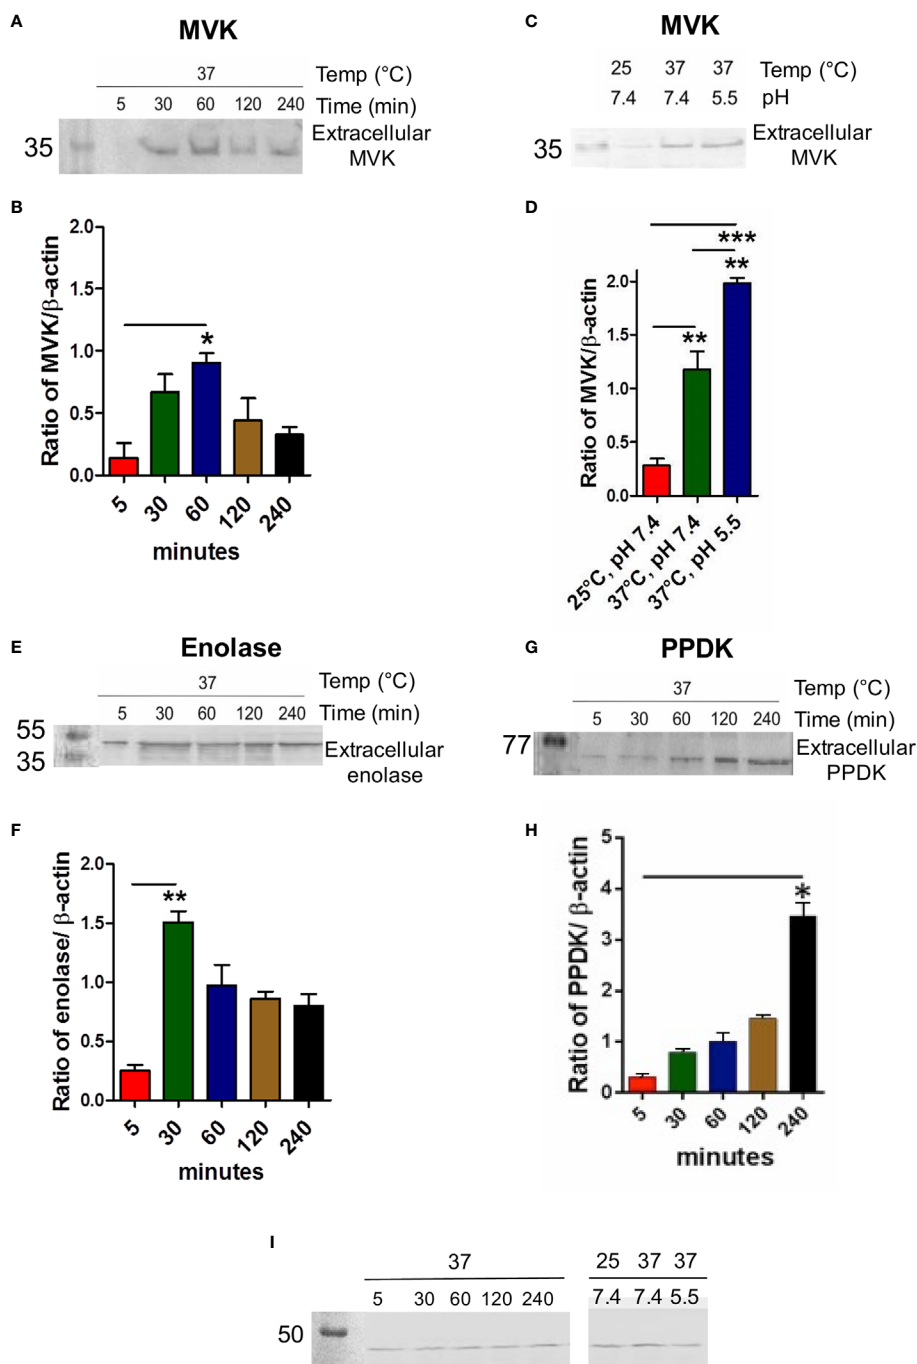 A
MVK
37
Temp (°C)
5 30 60 120 240
Time (min)
35
Extracellular
MVK
B
Ratio of MVK/β-actin
2.0
1.5
1.0
0.5
0.0
*
5 30 60 120 240
minutes
C
MVK
25 37 37
Temp (°C)
7.4 7.4 5.5
pH
35
Extracellular
MVK
D
Ratio of MVK/β-actin
2.0
1.5
1.0
0.5
0.0
***
**
**
25°C, pH 7.4
37°C, pH 7.4
37°C, pH 5.5
E
Enolase
37
Temp (°C)
5 30 60 120 240
Time (min)
55
35
Extracellular
enolase
F
Ratio of enolase/ β-actin
2.0
1.5
1.0
0.5
0.0
**
5 30 60 120 240
minutes
G
PPDK
37
Temp (°C)
5 30 60 120 240
Time (min)
77
Extracellular
PPDK
H
Ratio of PPDK/ β-actin
5
4
3
2
1
0
*
5 30 60 120 240
minutes
I
37
5 30 60 120 240
25 37 37
7.4 7.4 5.5
50